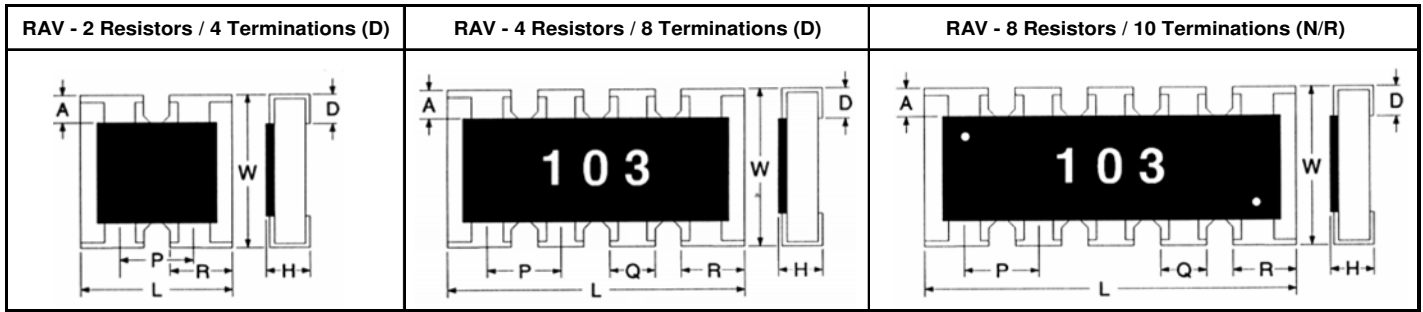 RAV - 2 Resistors / 4 Terminations (D)
RAV - 4 Resistors / 8 Terminations (D)
RAV - 8 Resistors / 10 Terminations (N/R)
A
D
W
P
R
H
L
A
D
1 0 3
W
P
Q
R
H
L
A
D
1 0 3
W
P
Q
R
H
L